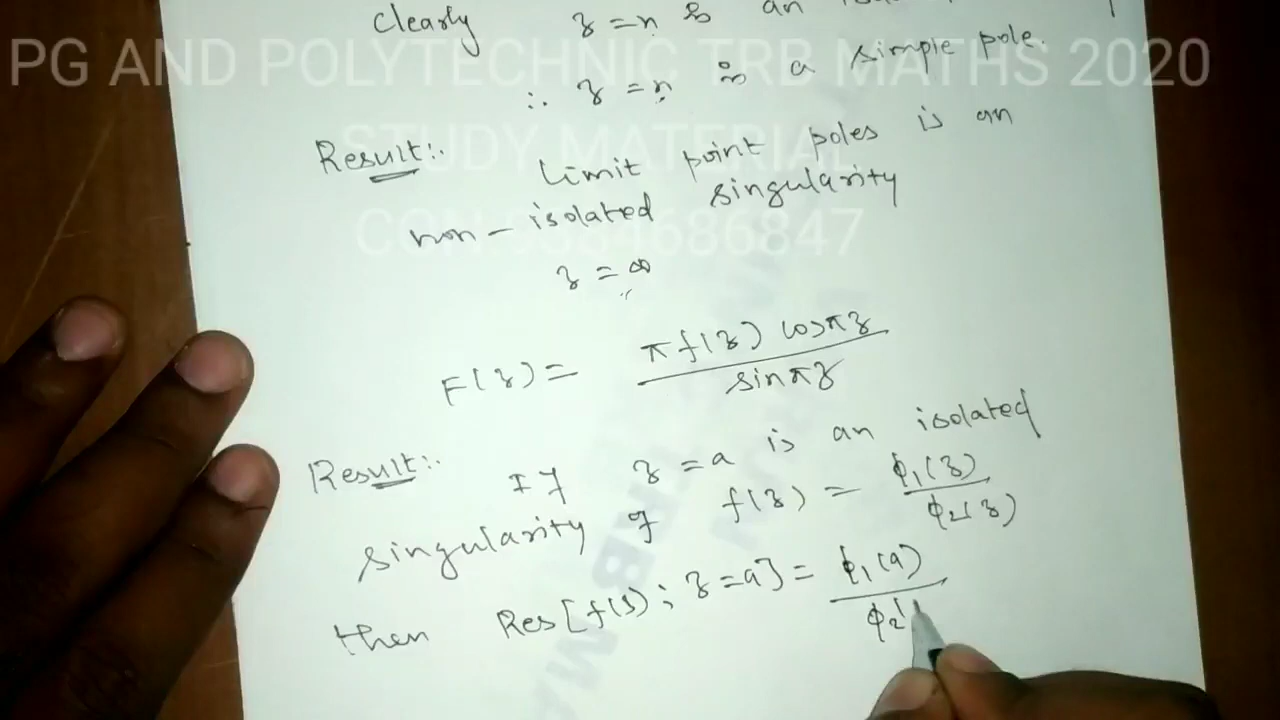 Clearly z = n is an
PG AND POLYTECHNIC TRB MATHS 2020
∴ z = n is a simple pole.
STUDY MATERIAL
Result:. Limit point poles is an
non - isolated singularity
z = ∞
F(z) = π f(z) cosπz / sinπz
Result:. If z = a is an isolated
singularity of f(z) = ϕ₁(z) / ϕ₂(z)
then Res[f(z); z = a] = ϕ₁(a) / ϕ₂'